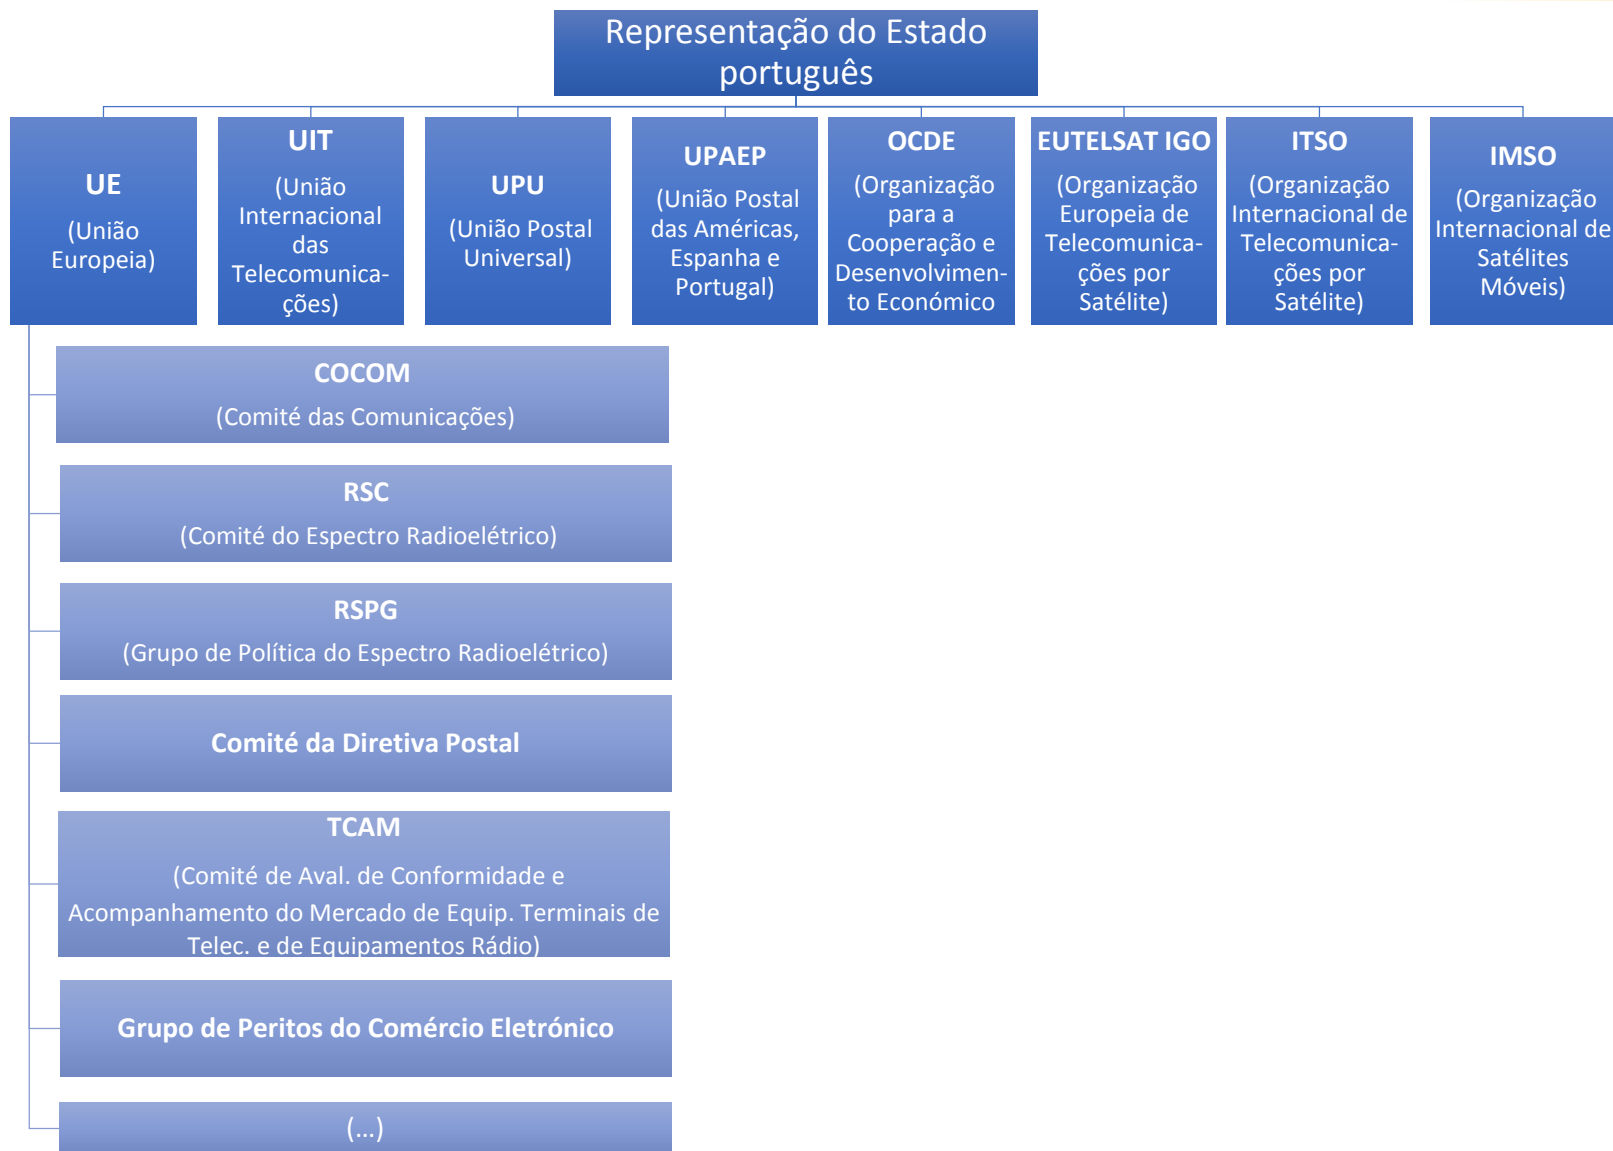 Representação do Estado
português
UE
(União
Europeia)
UIT
(União
Internacional
das
Telecomunica-
ções)
UPU
(União Postal
Universal)
UPAEP
(União Postal
das Américas,
Espanha e
Portugal)
OCDE
(Organização
para a
Cooperação e
Desenvolvimen-
to Económico
EUTELSAT IGO
(Organização
Europeia de
Telecomunica-
ções por
Satélite)
ITSO
(Organização
Internacional de
Telecomunica-
ções por
Satélite)
IMSO
(Organização
Internacional de
Satélites
Móveis)
COCOM
(Comité das Comunicações)
RSC
(Comité do Espectro Radioelétrico)
RSPG
(Grupo de Política do Espectro Radioelétrico)
Comité da Diretiva Postal
TCAM
(Comité de Aval. de Conformidade e
Acompanhamento do Mercado de Equip. Terminais de
Telec. e de Equipamentos Rádio)
Grupo de Peritos do Comércio Eletrónico
(...)